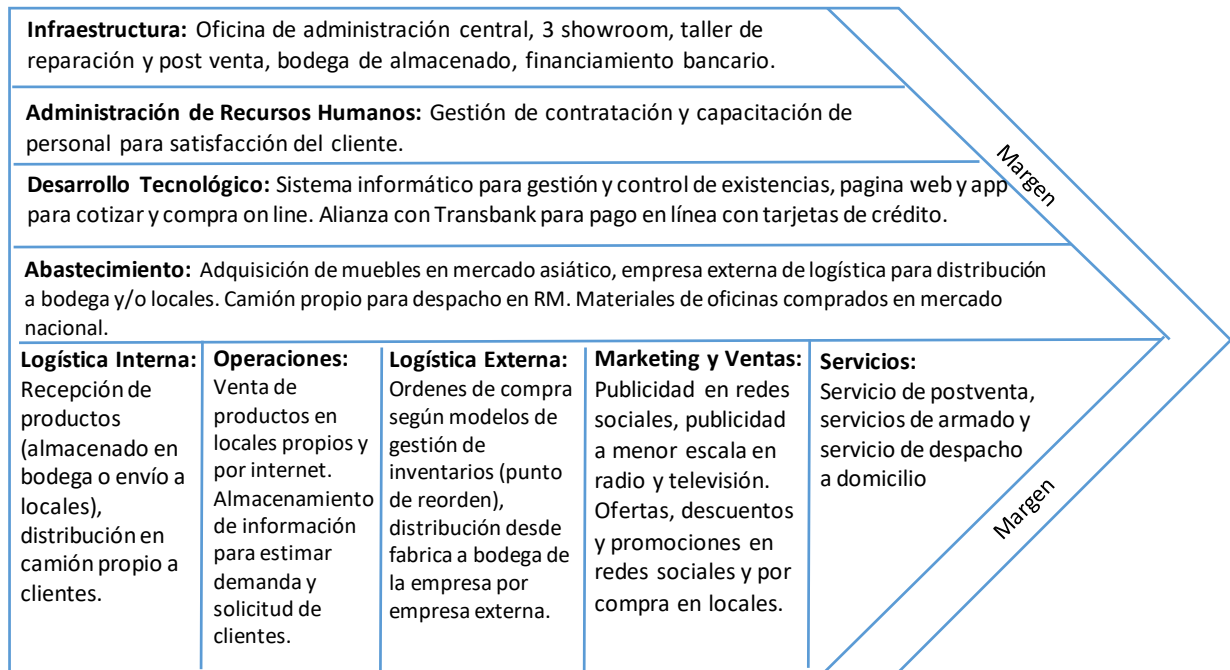 Infraestructura: Oficina de administración central, 3 showroom, taller de
reparación y post venta, bodega de almacenado, financiamiento bancario.
Administración de Recursos Humanos: Gestión de contratación y capacitación de
personal para satisfacción del cliente.
Desarrollo Tecnológico: Sistema informático para gestión y control de existencias, pagina web y app
para cotizar y compra on line. Alianza con Transbank para pago en línea con tarjetas de crédito.
Abastecimiento: Adquisición de muebles en mercado asiático, empresa externa de logística para distribución
a bodega y/o locales. Camión propio para despacho en RM. Materiales de oficinas comprados en mercado
nacional.
Margen
Logística Interna:
Recepción de
productos
(almacenado en
bodega o envío a
locales),
distribución en
camión propio a
clientes.
Operaciones:
Venta de
productos en
locales propios y
por internet.
Almacenamiento
de información
para estimar
demanda y
solicitud de
clientes.
Logística Externa:
Ordenes de compra
según modelos de
gestión de
inventarios (punto
de reorden),
distribución desde
fabrica a bodega de
la empresa por
empresa externa.
Marketing y Ventas:
Publicidad en redes
sociales, publicidad
a menor escala en
radio y televisión.
Ofertas, descuentos
y promociones en
redes sociales y por
compra en locales.
Servicios:
Servicio de postventa,
servicios de armado y
servicio de despacho
a domicilio
Margen